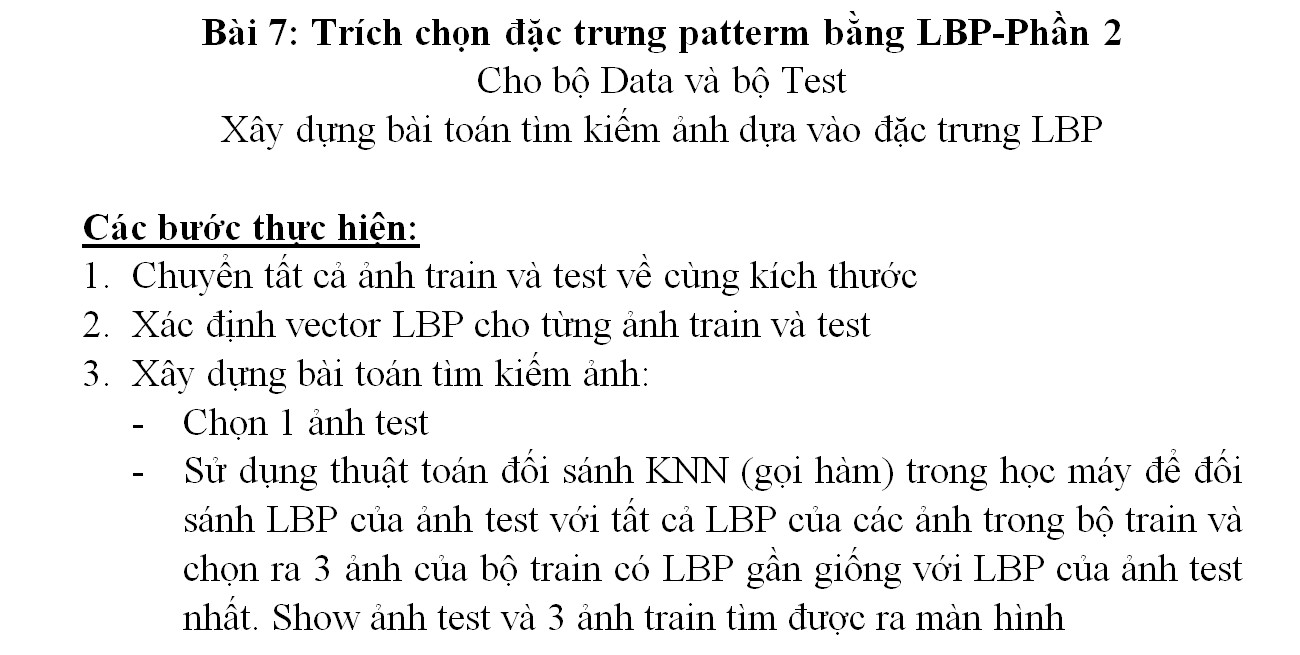 Bài 7: Trích chọn đặc trưng patterm bằng LBP-Phần 2
Cho bộ Data và bộ Test
Xây dựng bài toán tìm kiếm ảnh dựa vào đặc trưng LBP
Các bước thực hiện:
1. Chuyển tất cả ảnh train và test về cùng kích thước
2. Xác định vector LBP cho từng ảnh train và test
3. Xây dựng bài toán tìm kiếm ảnh:
- Chọn 1 ảnh test
- Sử dụng thuật toán đối sánh KNN (gọi hàm) trong học máy để đối
sánh LBP của ảnh test với tất cả LBP của các ảnh trong bộ train và
chọn ra 3 ảnh của bộ train có LBP gần giống với LBP của ảnh test
nhất. Show ảnh test và 3 ảnh train tìm được ra màn hình